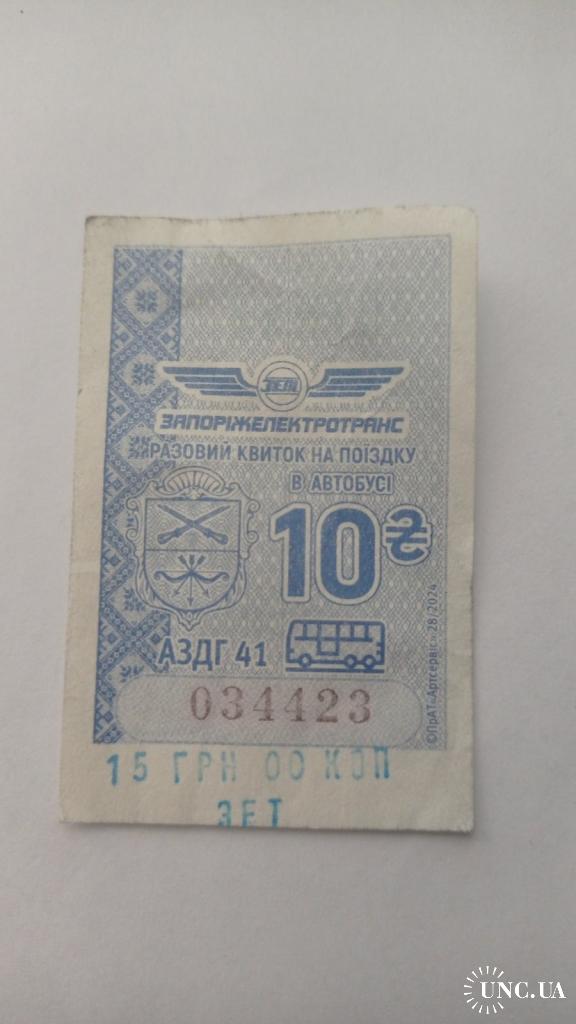 ЗЕТ
ЗАПОРІЖЕЛЕКТРОТРАНС
РАЗОВИЙ КВИТОК НА ПОЇЗДКУ
В АВТОБУСІ
10₴
АЗДГ 41
034423
©ПрАТ«Артсервіс» 28/2024
15 ГРН 00 КОП
ЗЕТ
UNC.UA